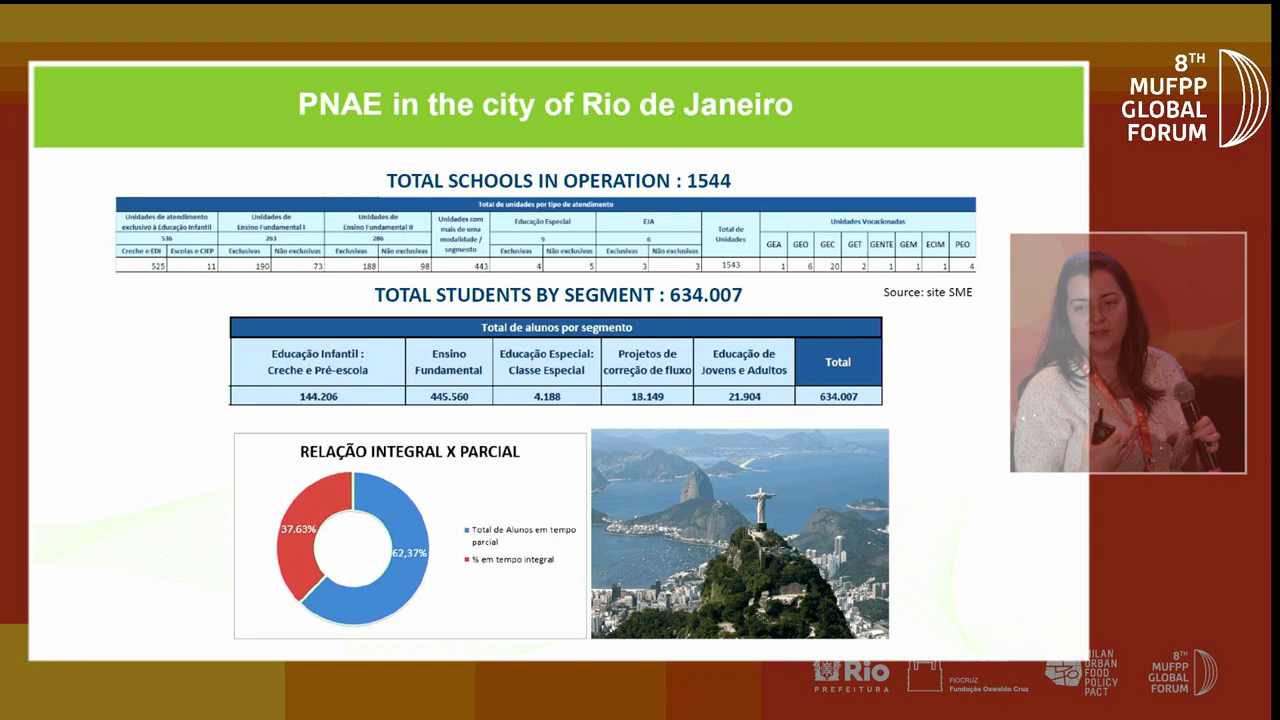 PNAE in the city of Rio de Janeiro
8TH
MUFPP
GLOBAL
FORUM
TOTAL SCHOOLS IN OPERATION : 1544
Total de unidades por tipo de atendimento
Unidades de atendimento exclusivo à Educação Infantil
Unidades de Ensino Fundamental I
Unidades de Ensino Fundamental II
Unidades com mais de uma modalidade / segmento
Educação Especial
EJA
Total de Unidades
Unidades Vocacionadas
536 263 286 9 6
Creche e EDI Escolas e CIEP Exclusivas Não exclusivas Exclusivas Não exclusivas Exclusivas Não exclusivas Exclusivas Não exclusivas GEA GEO GEC GET GENTE GEM ECIM PEO
525 11 190 73 188 98 443 4 5 3 3 1543 1 6 20 2 1 1 1 4
TOTAL STUDENTS BY SEGMENT : 634.007
Source: site SME
Total de alunos por segmento
Educação Infantil :
Creche e Pré-escola
Ensino
Fundamental
Educação Especial:
Classe Especial
Projetos de
correção de fluxo
Educação de
Jovens e Adultos
Total
144.206 445.560 4.188 18.149 21.904 634.007
RELAÇÃO INTEGRAL X PARCIAL
37.63%
62,37%
Total de Alunos em tempo
parcial
% em tempo integral
Rio
PREFEITURA
FIOCRUZ
Fundação Oswaldo Cruz
MILAN
URBAN
FOOD
POLICY
PACT
8TH
MUFPP
GLOBAL
FORUM